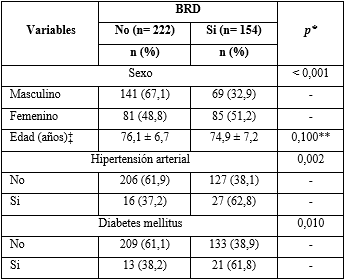 Variables BRD p*
No (n= 222) Si (n= 154)
n (%) n (%)
Sexo < 0,001
Masculino 141 (67,1) 69 (32,9) -
Femenino 81 (48,8) 85 (51,2) -
Edad (años)‡ 76,1 ± 6,7 74,9 ± 7,2 0,100**
Hipertensión arterial 0,002
No 206 (61,9) 127 (38,1) -
Si 16 (37,2) 27 (62,8) -
Diabetes mellitus 0,010
No 209 (61,1) 133 (38,9) -
Si 13 (38,2) 21 (61,8) -